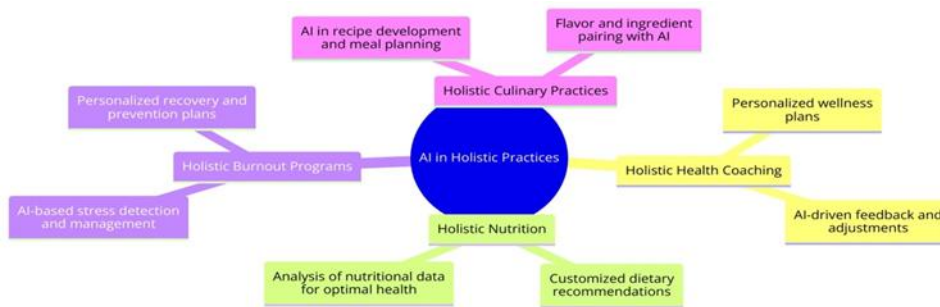 AI in recipe development
and meal planning
Flavor and ingredient
pairing with AI
Holistic Culinary Practices
Personalized recovery and
prevention plans
Personalized wellness
plans
Holistic Burnout Programs
AI in Holistic Practices
Holistic Health Coaching
AI-based stress detection
and management
AI-driven feedback and
adjustments
Holistic Nutrition
Analysis of nutritional data
for optimal health
Customized dietary
recommendations